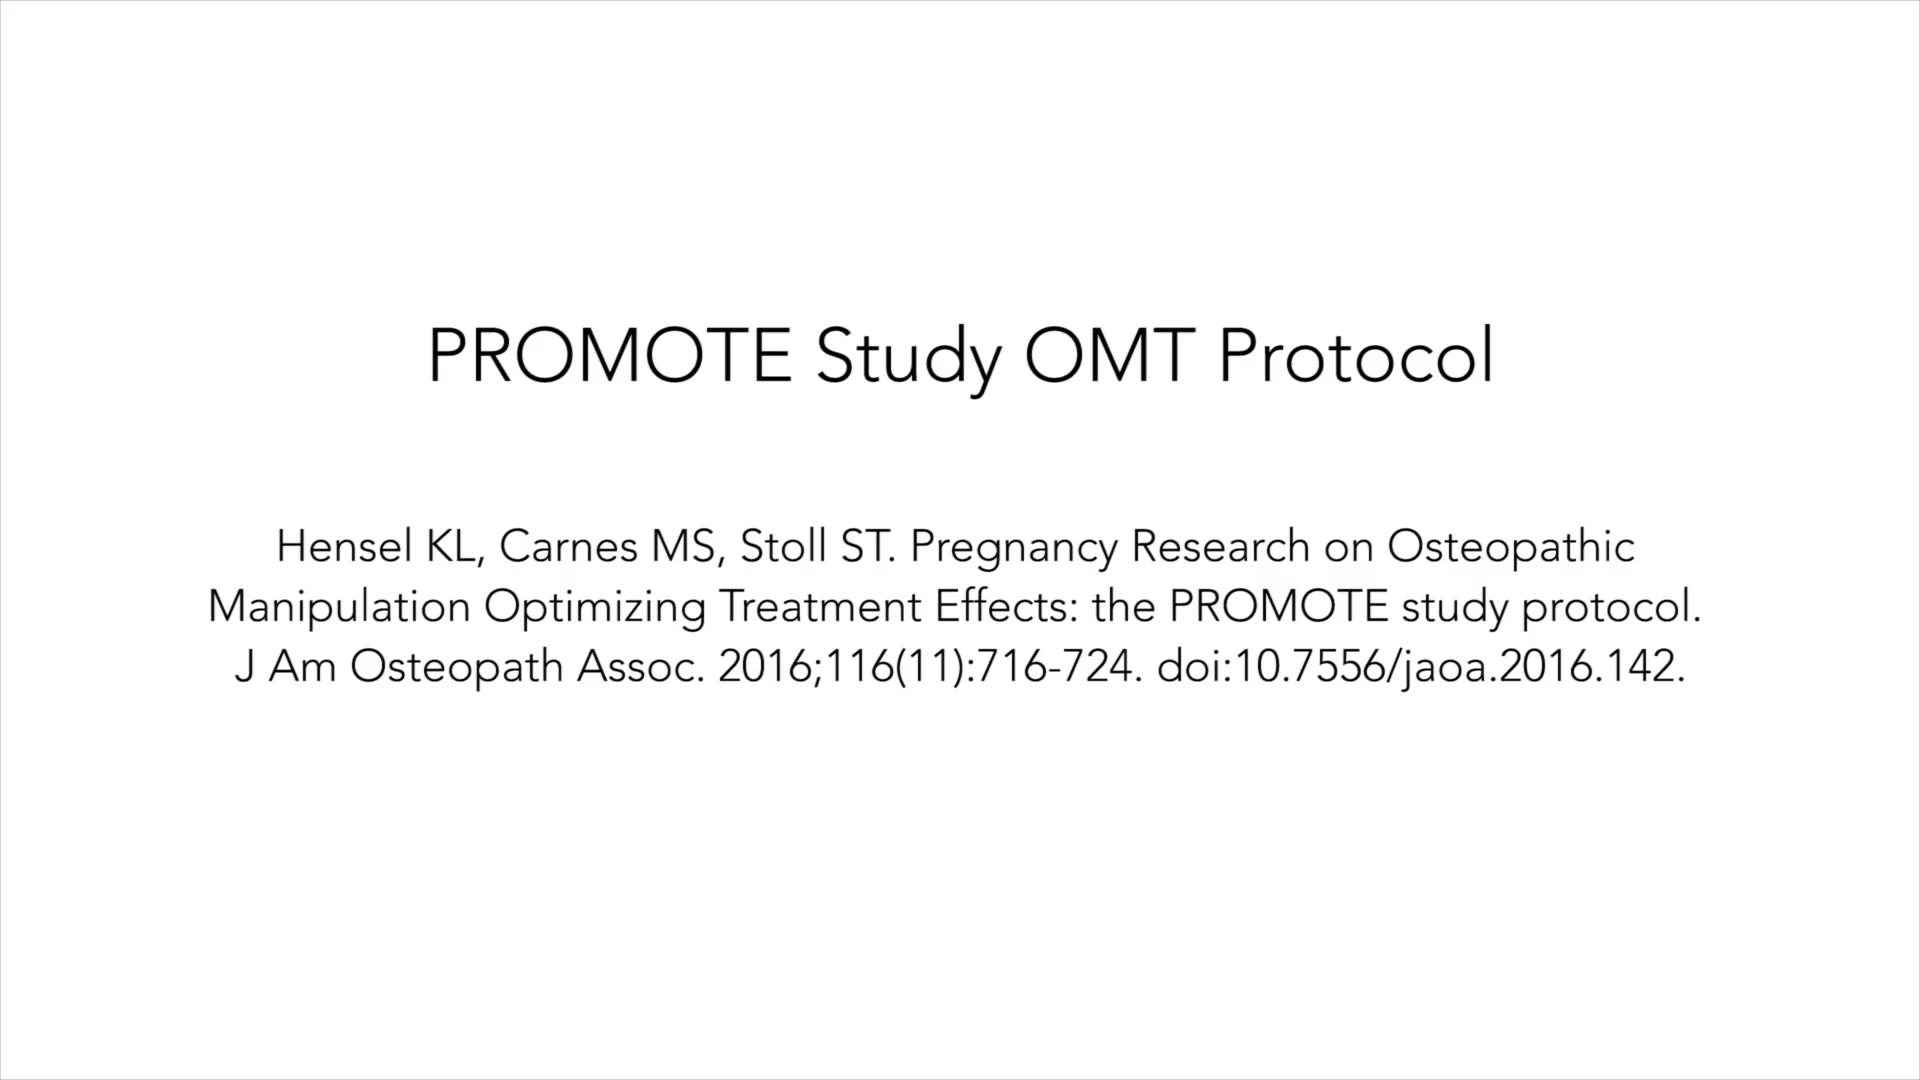 PROMOTE Study OMT Protocol
Hensel KL, Carnes MS, Stoll ST. Pregnancy Research on Osteopathic
Manipulation Optimizing Treatment Effects: the PROMOTE study protocol.
J Am Osteopath Assoc. 2016;116(11):716-724. doi:10.7556/jaoa.2016.142.